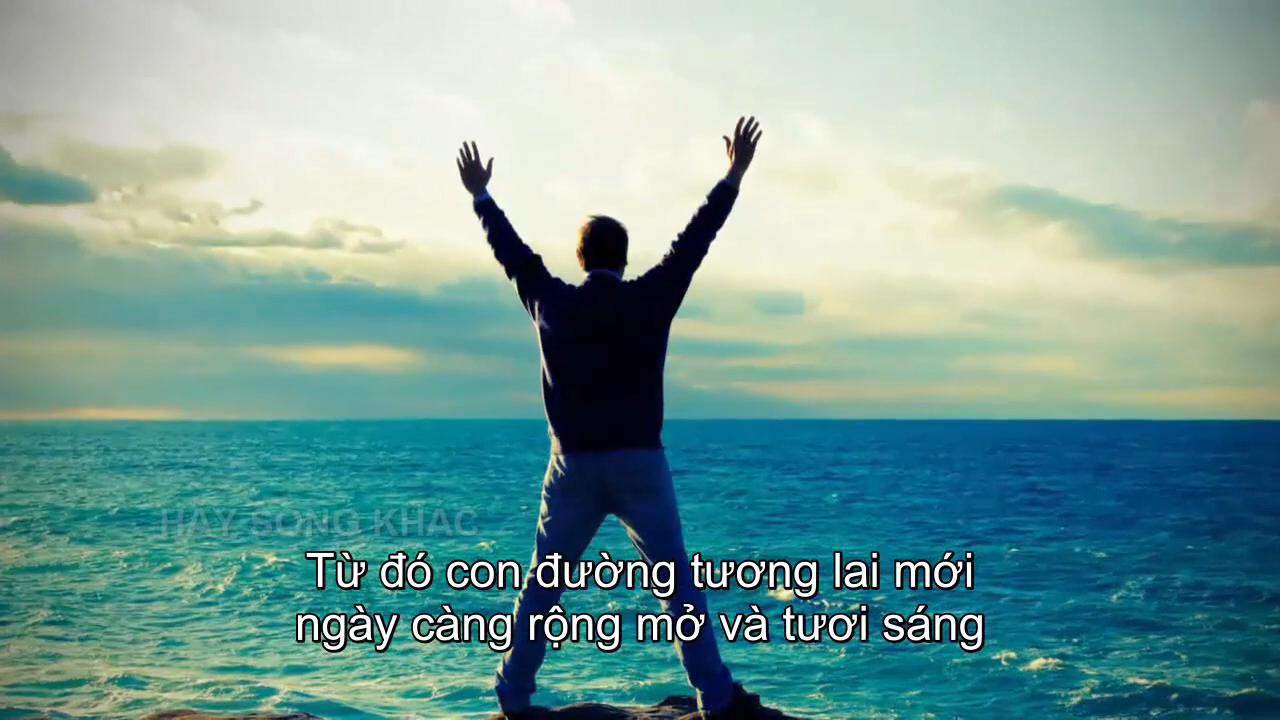 HAY SONG KHAC
Từ đó con đường tương lai mới
ngày càng rộng mở và tươi sáng